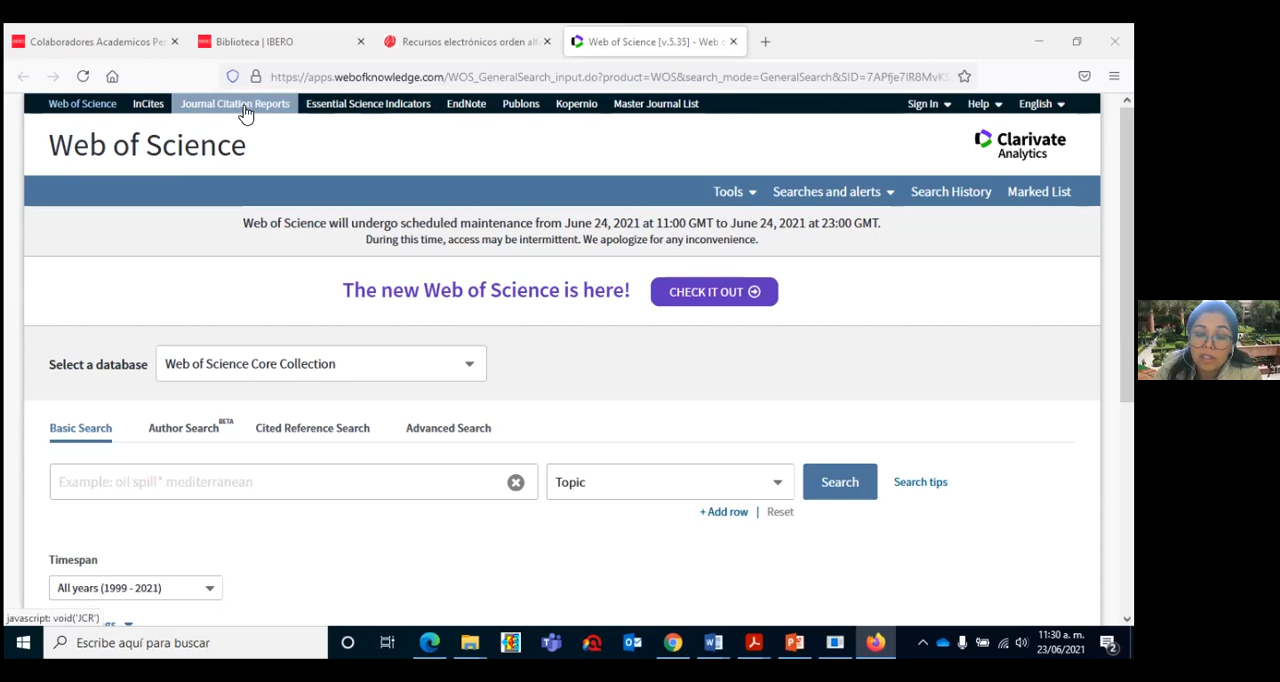 Colaboradores Academicos Per
Biblioteca | IBERO
Recursos electrónicos orden alf
Web of Science [v.5.35] - Web o
https://apps.webofknowledge.com/WOS_GeneralSearch_input.do?product=WOS&search_mode=GeneralSearch&SID=7APfje7IR8MvK
Web of Science InCites Journal Citation Reports Essential Science Indicators EndNote Publons Kopernio Master Journal List Sign In Help English
Web of Science
Clarivate
Analytics
Tools Searches and alerts Search History Marked List
Web of Science will undergo scheduled maintenance from June 24, 2021 at 11:00 GMT to June 24, 2021 at 23:00 GMT.
During this time, access may be intermittent. We apologize for any inconvenience.
The new Web of Science is here! CHECK IT OUT
Select a database Web of Science Core Collection
Basic Search Author Search BETA Cited Reference Search Advanced Search
Example: oil spill* mediterranean Topic Search Search tips
+ Add row | Reset
Timespan
All years (1999 - 2021)
javascript: void('JCR')
Escribe aquí para buscar
11:30 a. m.
23/06/2021
2